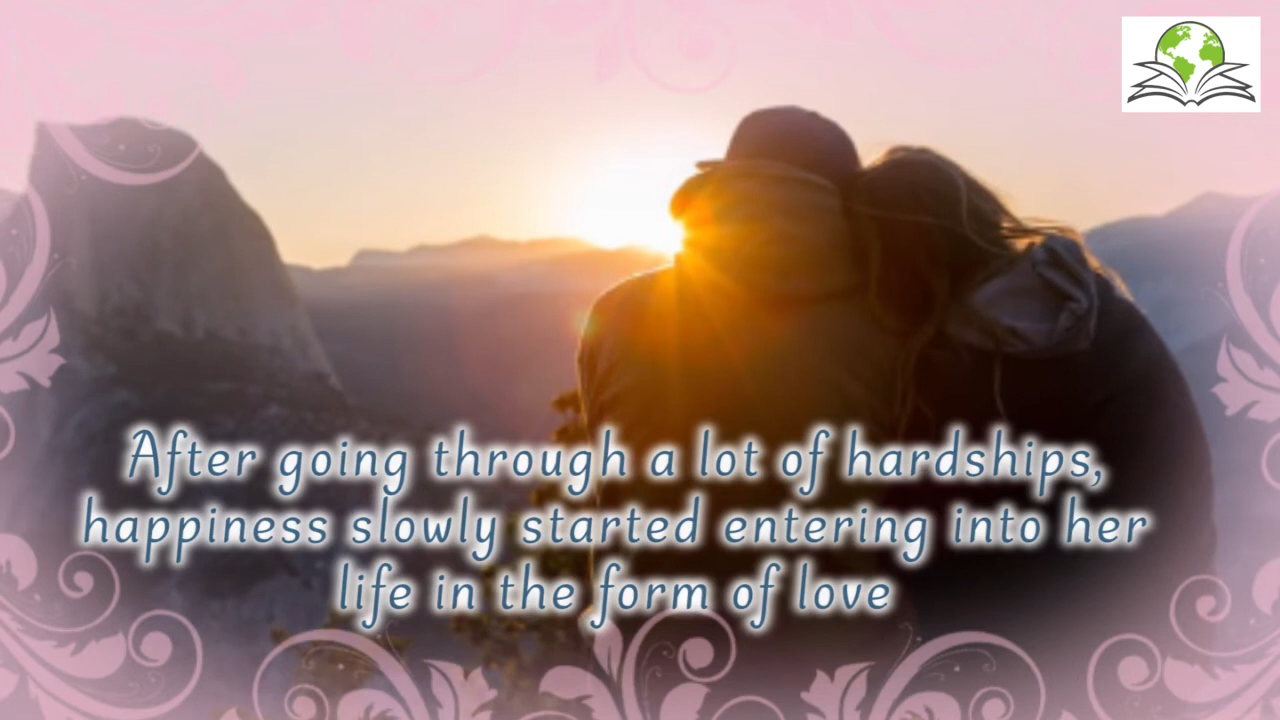 After going through a lot of hardships,
happiness slowly started entering into her
life in the form of love